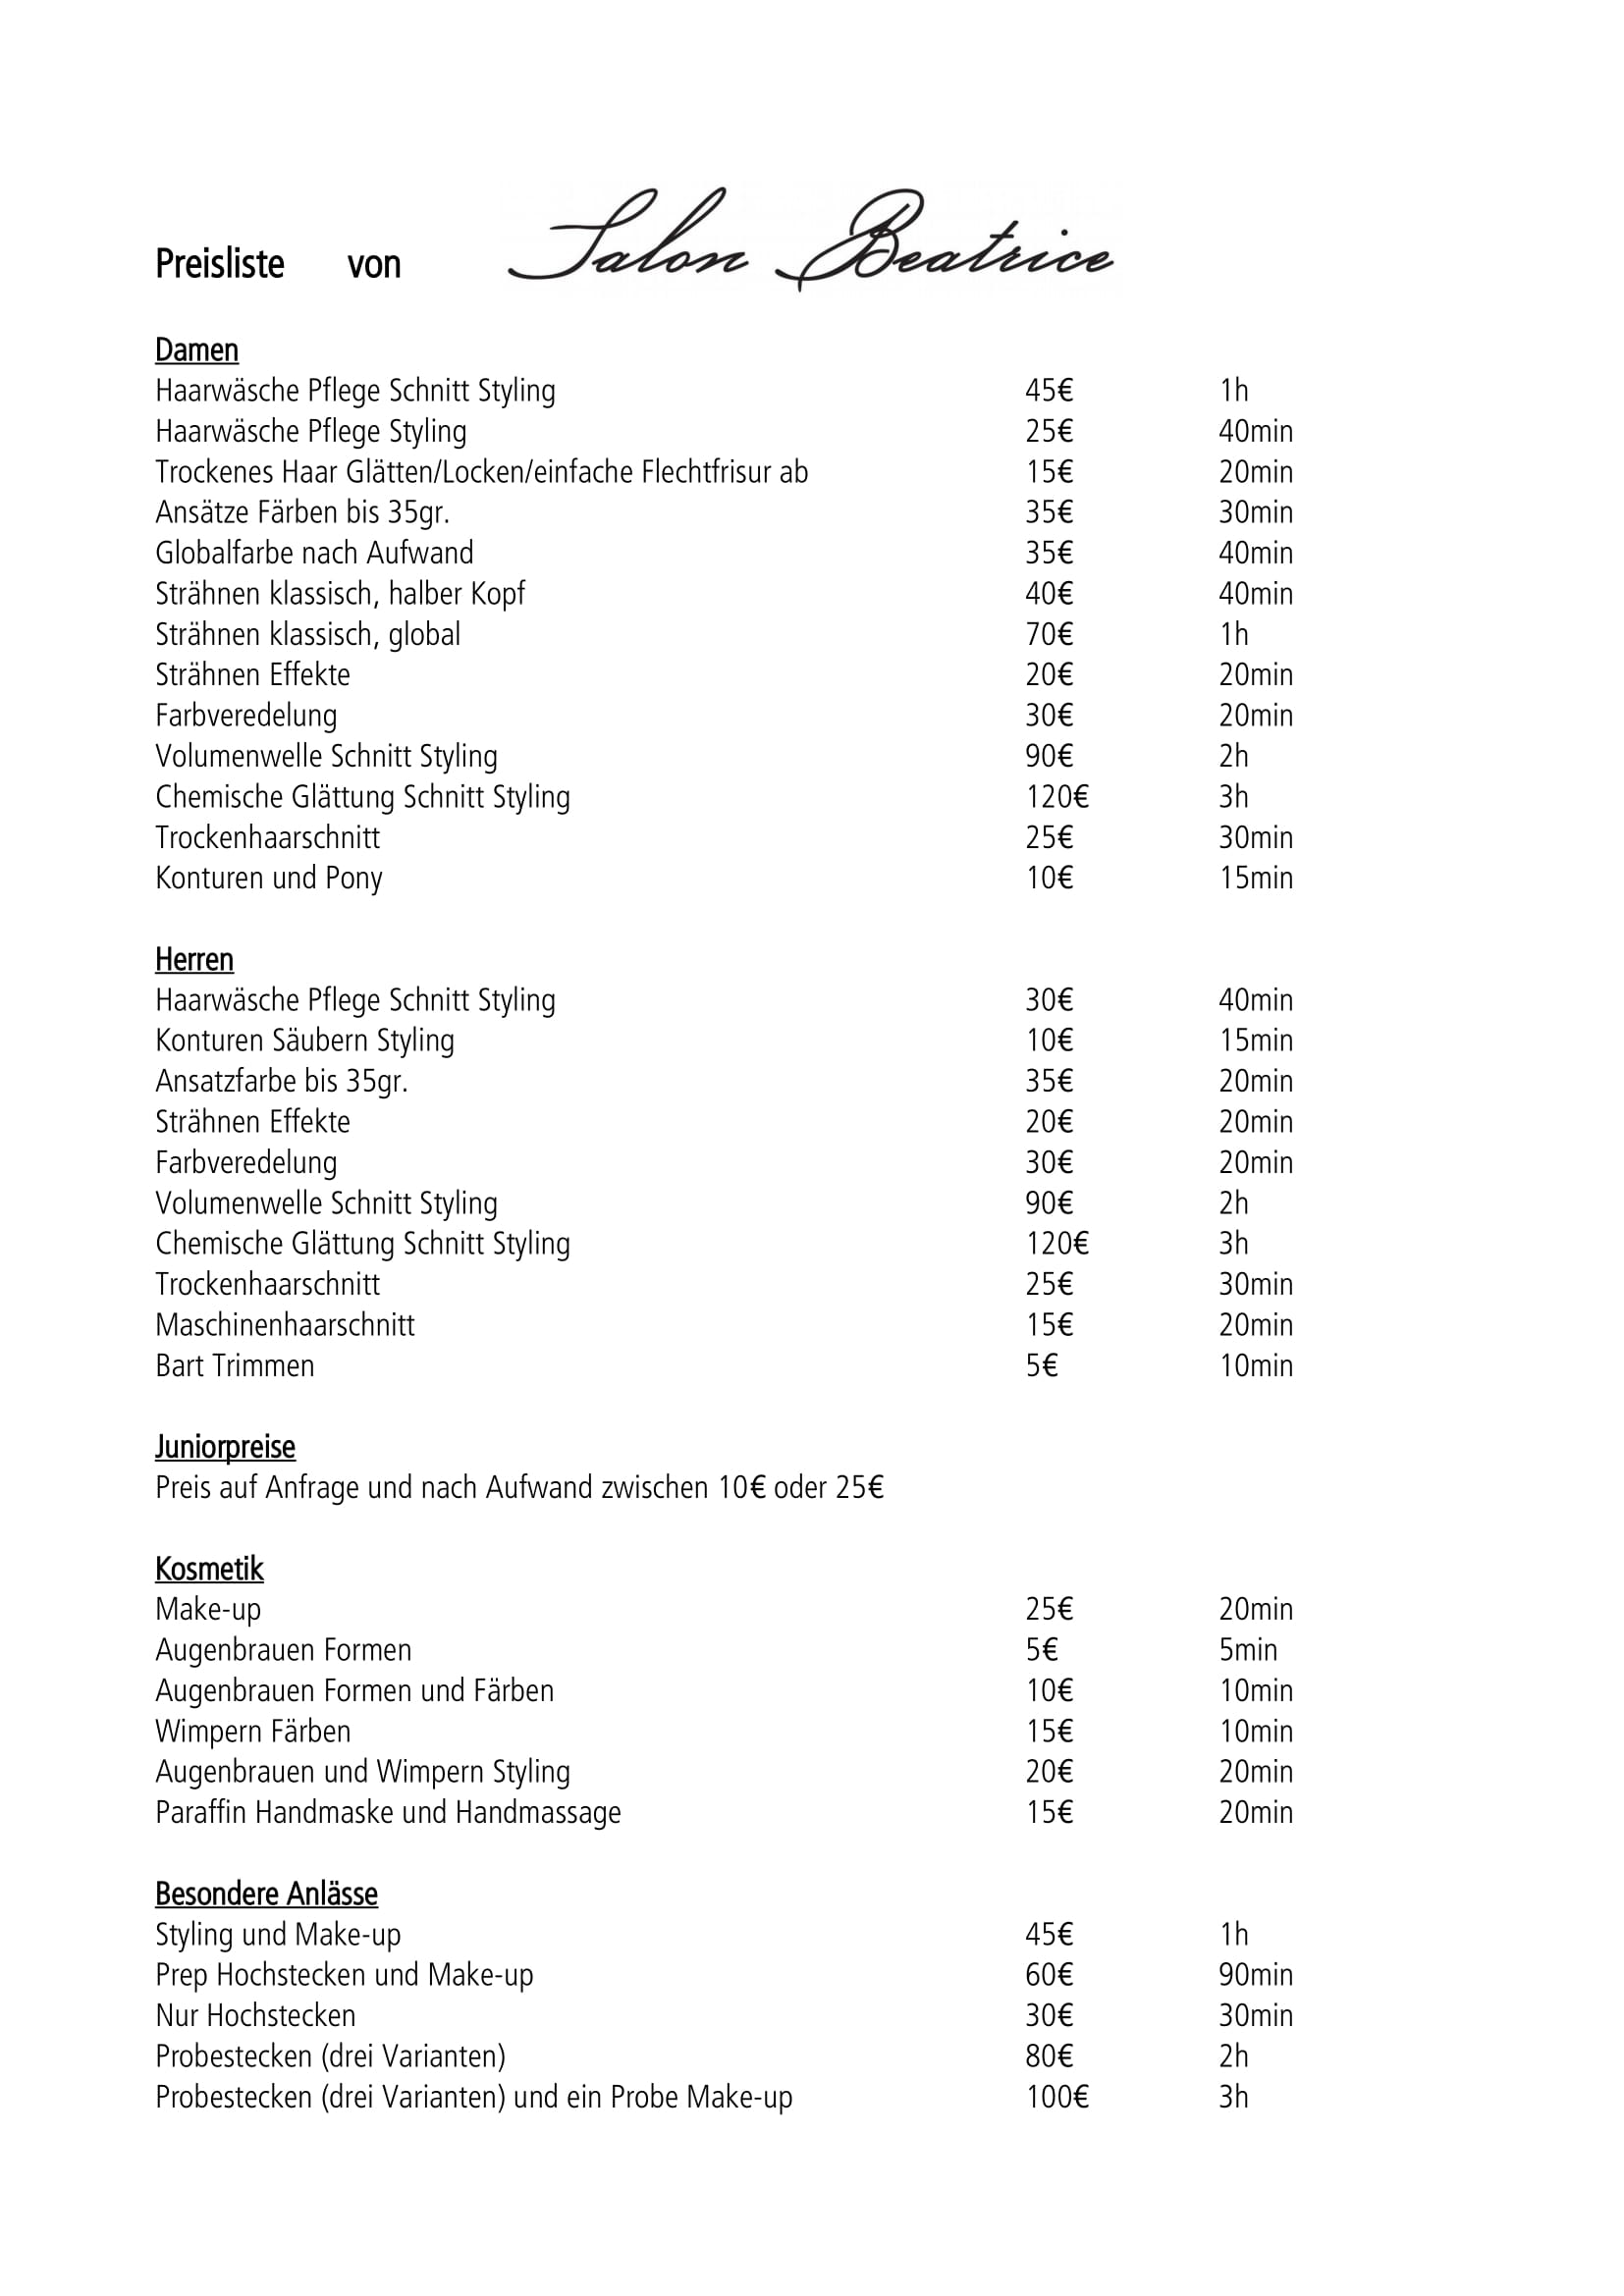 Preisliste von Salon Beatrice
Damen
Haarwäsche Pflege Schnitt Styling 45€ 1h
Haarwäsche Pflege Styling 25€ 40min
Trockenes Haar Glätten/Locken/einfache Flechtfrisur ab 15€ 20min
Ansätze Färben bis 35gr. 35€ 30min
Globalfarbe nach Aufwand 35€ 40min
Strähnen klassisch, halber Kopf 40€ 40min
Strähnen klassisch, global 70€ 1h
Strähnen Effekte 20€ 20min
Farbveredelung 30€ 20min
Volumenwelle Schnitt Styling 90€ 2h
Chemische Glättung Schnitt Styling 120€ 3h
Trockenhaarschnitt 25€ 30min
Konturen und Pony 10€ 15min
Herren
Haarwäsche Pflege Schnitt Styling 30€ 40min
Konturen Säubern Styling 10€ 15min
Ansatzfarbe bis 35gr. 35€ 20min
Strähnen Effekte 20€ 20min
Farbveredelung 30€ 20min
Volumenwelle Schnitt Styling 90€ 2h
Chemische Glättung Schnitt Styling 120€ 3h
Trockenhaarschnitt 25€ 30min
Maschinenhaarschnitt 15€ 20min
Bart Trimmen 5€ 10min
Juniorpreise
Preis auf Anfrage und nach Aufwand zwischen 10€ oder 25€
Kosmetik
Make-up 25€ 20min
Augenbrauen Formen 5€ 5min
Augenbrauen Formen und Färben 10€ 10min
Wimpern Färben 15€ 10min
Augenbrauen und Wimpern Styling 20€ 20min
Paraffin Handmaske und Handmassage 15€ 20min
Besondere Anlässe
Styling und Make-up 45€ 1h
Prep Hochstecken und Make-up 60€ 90min
Nur Hochstecken 30€ 30min
Probestecken (drei Varianten) 80€ 2h
Probestecken (drei Varianten) und ein Probe Make-up 100€ 3h